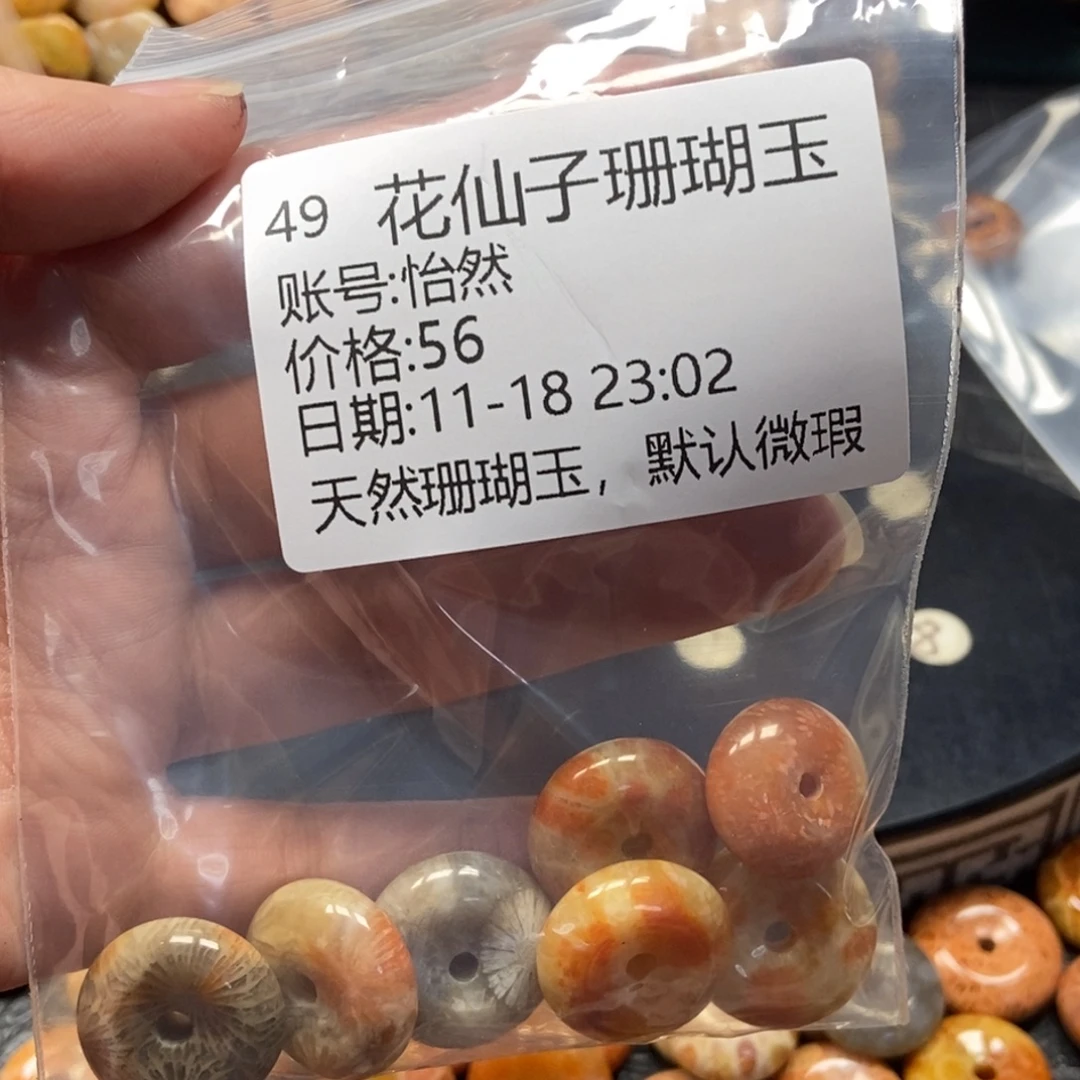 49 花仙子珊瑚玉
账号:怡然
价格:56
日期:11-18 23:02
天然珊瑚玉，默认微瑕
8